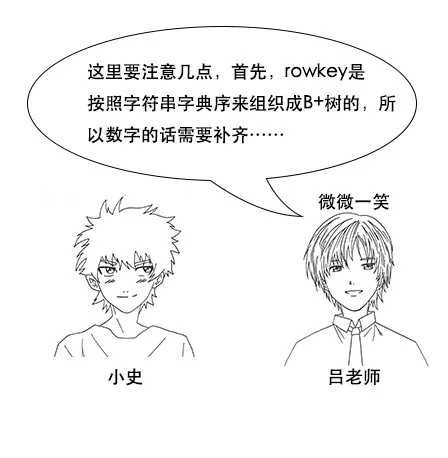 这里要注意几点，首先，rowkey是
按照字符串字典序来组织成B+树的，所
以数字的话需要补齐……
微微一笑
小史
吕老师